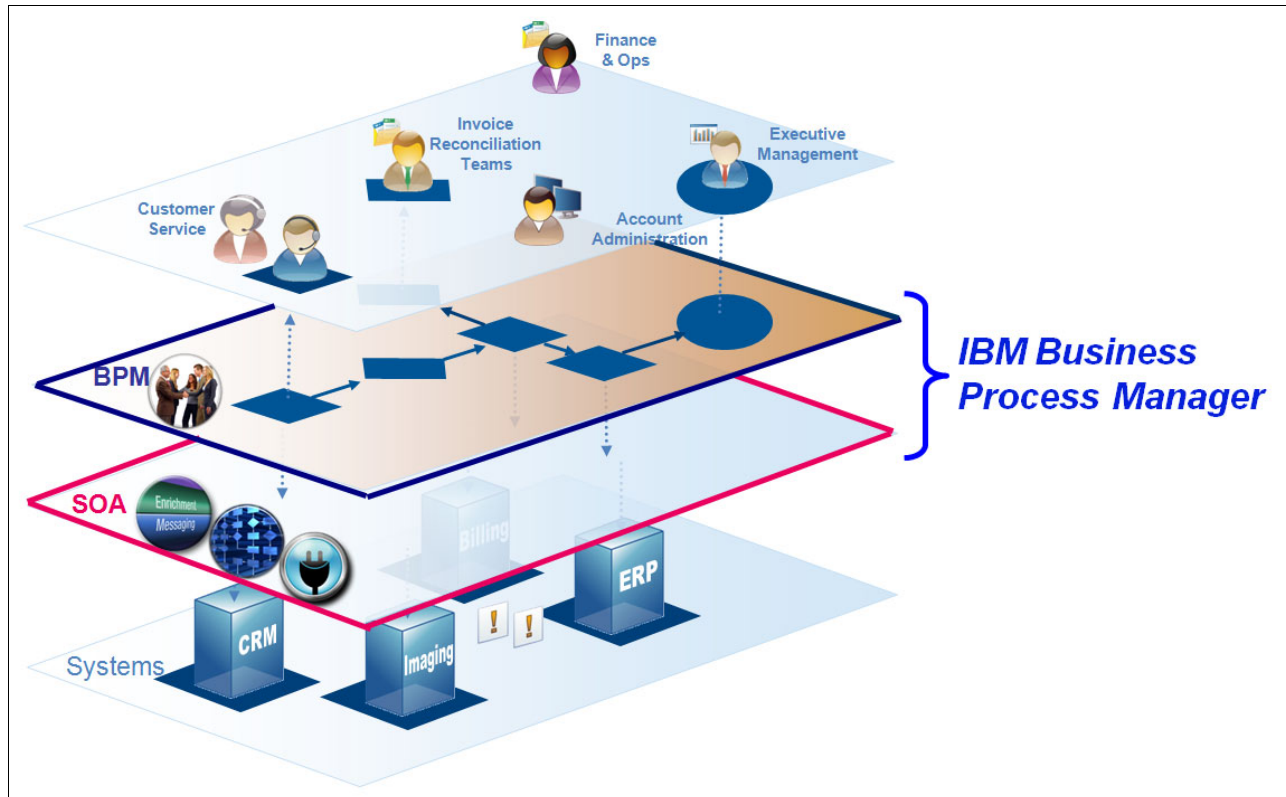 Finance
& Ops
Invoice
Reconciliation
Teams
Executive
Management
Customer
Service
Account
Administration
BPM
IBM Business
Process Manager
SOA
Enrichment
Messaging
Billing
ERP
CRM
Imaging
Systems